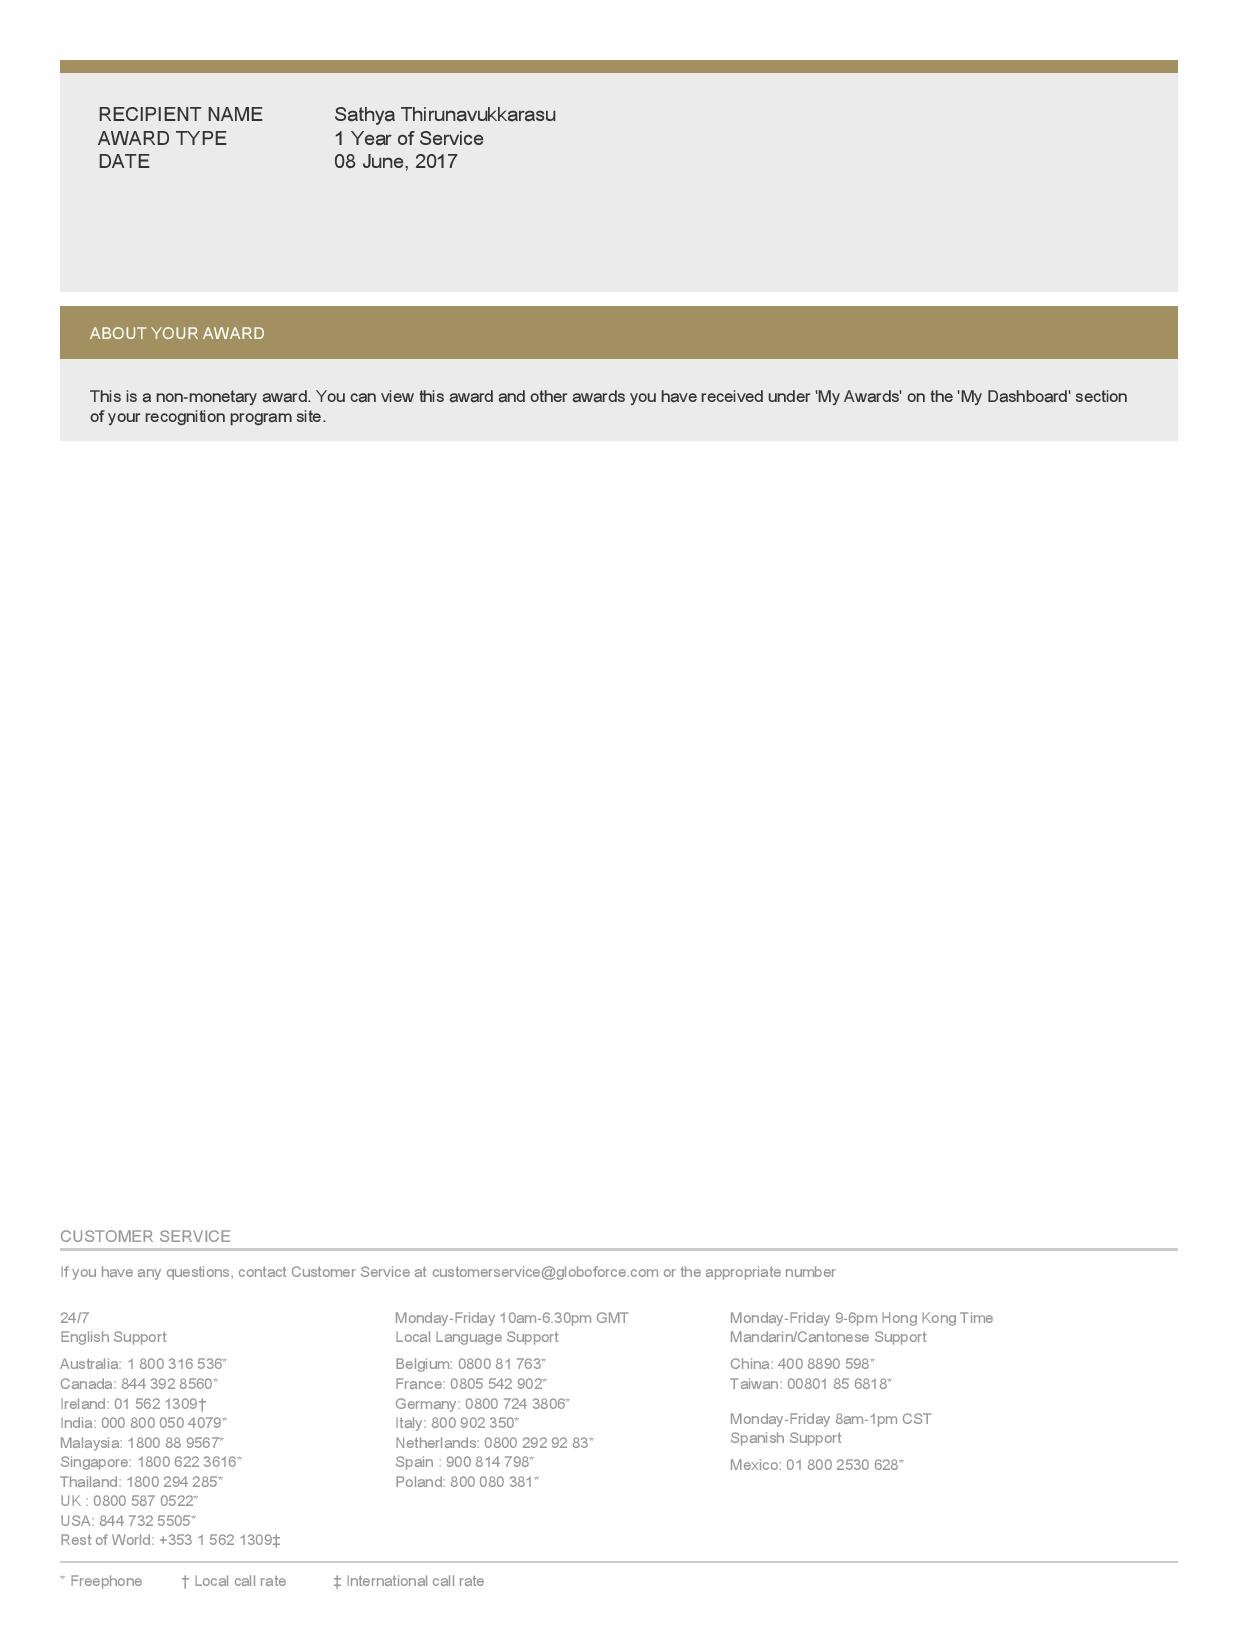 RECIPIENT NAME Sathya Thirunavukkarasu
AWARD TYPE 1 Year of Service
DATE 08 June, 2017
ABOUT YOUR AWARD
This is a non-monetary award. You can view this award and other awards you have received under 'My Awards' on the 'My Dashboard' section
of your recognition program site.
CUSTOMER SERVICE
If you have any questions, contact Customer Service at customerservice@globoforce.com or the appropriate number
24/7
English Support
Australia: 1 800 316 536*
Canada: 844 392 8560*
Ireland: 01 562 1309†
India: 000 800 050 4079*
Malaysia: 1800 88 9567*
Singapore: 1800 622 3616*
Thailand: 1800 294 285*
UK : 0800 587 0522*
USA: 844 732 5505*
Rest of World: +353 1 562 1309‡
Monday-Friday 10am-6.30pm GMT
Local Language Support
Belgium: 0800 81 763*
France: 0805 542 902*
Germany: 0800 724 3806*
Italy: 800 902 350*
Netherlands: 0800 292 92 83*
Spain : 900 814 798*
Poland: 800 080 381*
Monday-Friday 9-6pm Hong Kong Time
Mandarin/Cantonese Support
China: 400 8890 598*
Taiwan: 00801 85 6818*
Monday-Friday 8am-1pm CST
Spanish Support
Mexico: 01 800 2530 628*
* Freephone † Local call rate ‡ International call rate